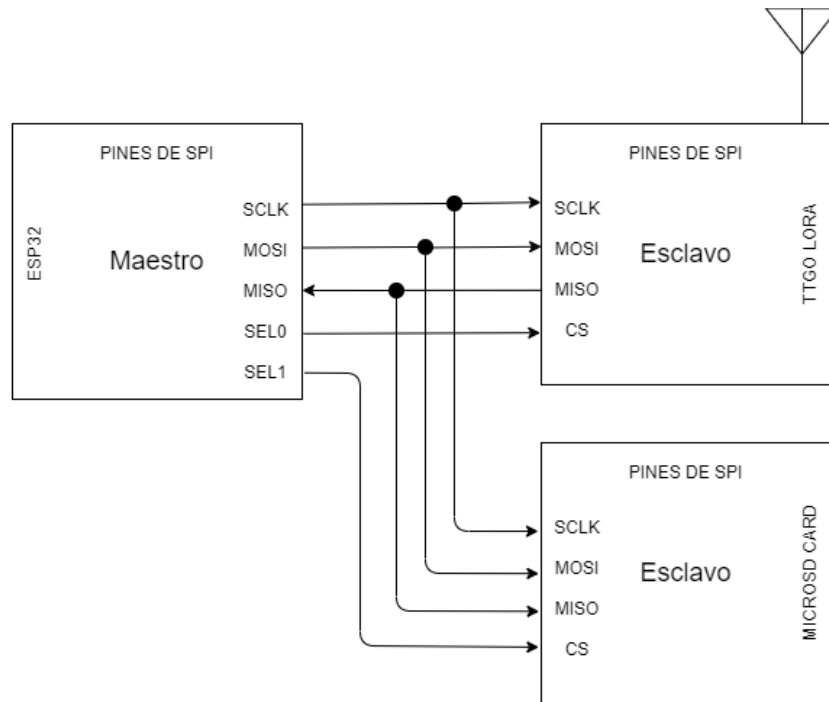 PINES DE SPI
ESP32
Maestro
SCLK
MOSI
MISO
SEL0
SEL1
PINES DE SPI
SCLK
MOSI
MISO
CS
Esclavo
TTGO LORA
PINES DE SPI
SCLK
MOSI
MISO
CS
Esclavo
MICROSD CARD